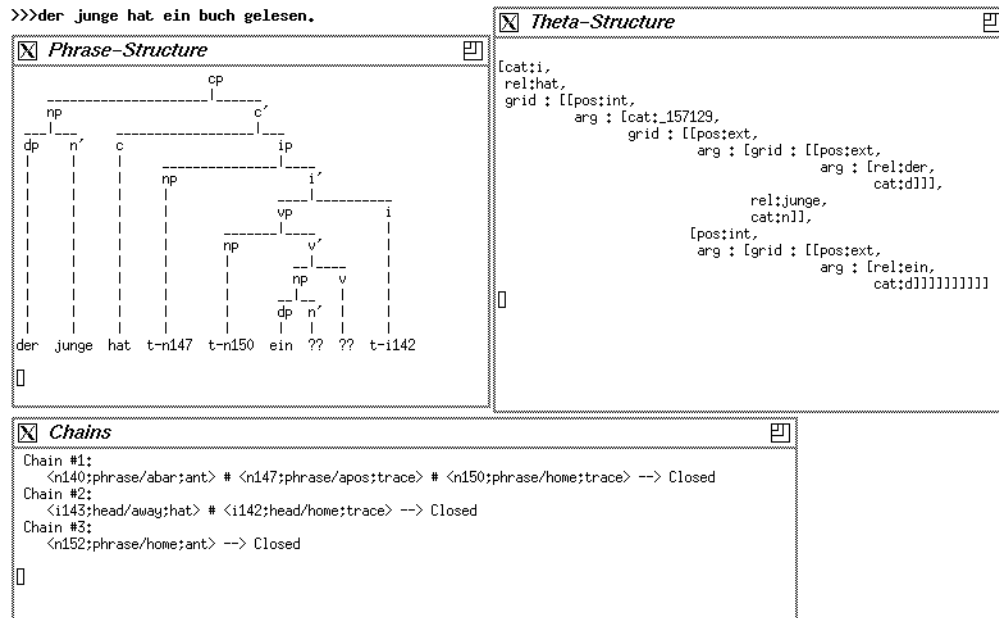 >>>der junge hat ein buch gelesen.
Phrase-Structure
cp
np c′
dp n′ c ip
np i′
vp i
np v′
np v
dp n′
der junge hat t-n147 t-n150 ein ?? ?? t-i142
Theta-Structure
[cat:i,
rel:hat,
grid : [[pos:int,
arg : [cat:_157129,
grid : [[pos:ext,
arg : [grid : [[pos:ext,
arg : [rel:der,
cat:d]]],
rel:junge,
cat:n]],
[pos:int,
arg : [grid : [[pos:ext,
arg : [rel:ein,
cat:d]]]]]]]]]]
Chains
Chain #1:
<n140;phrase/abar;ant> # <n147;phrase/apos;trace> # <n150;phrase/home;trace> --> Closed
Chain #2:
<i143;head/away;hat> # <i142;head/home;trace> --> Closed
Chain #3:
<n152;phrase/home;ant> --> Closed